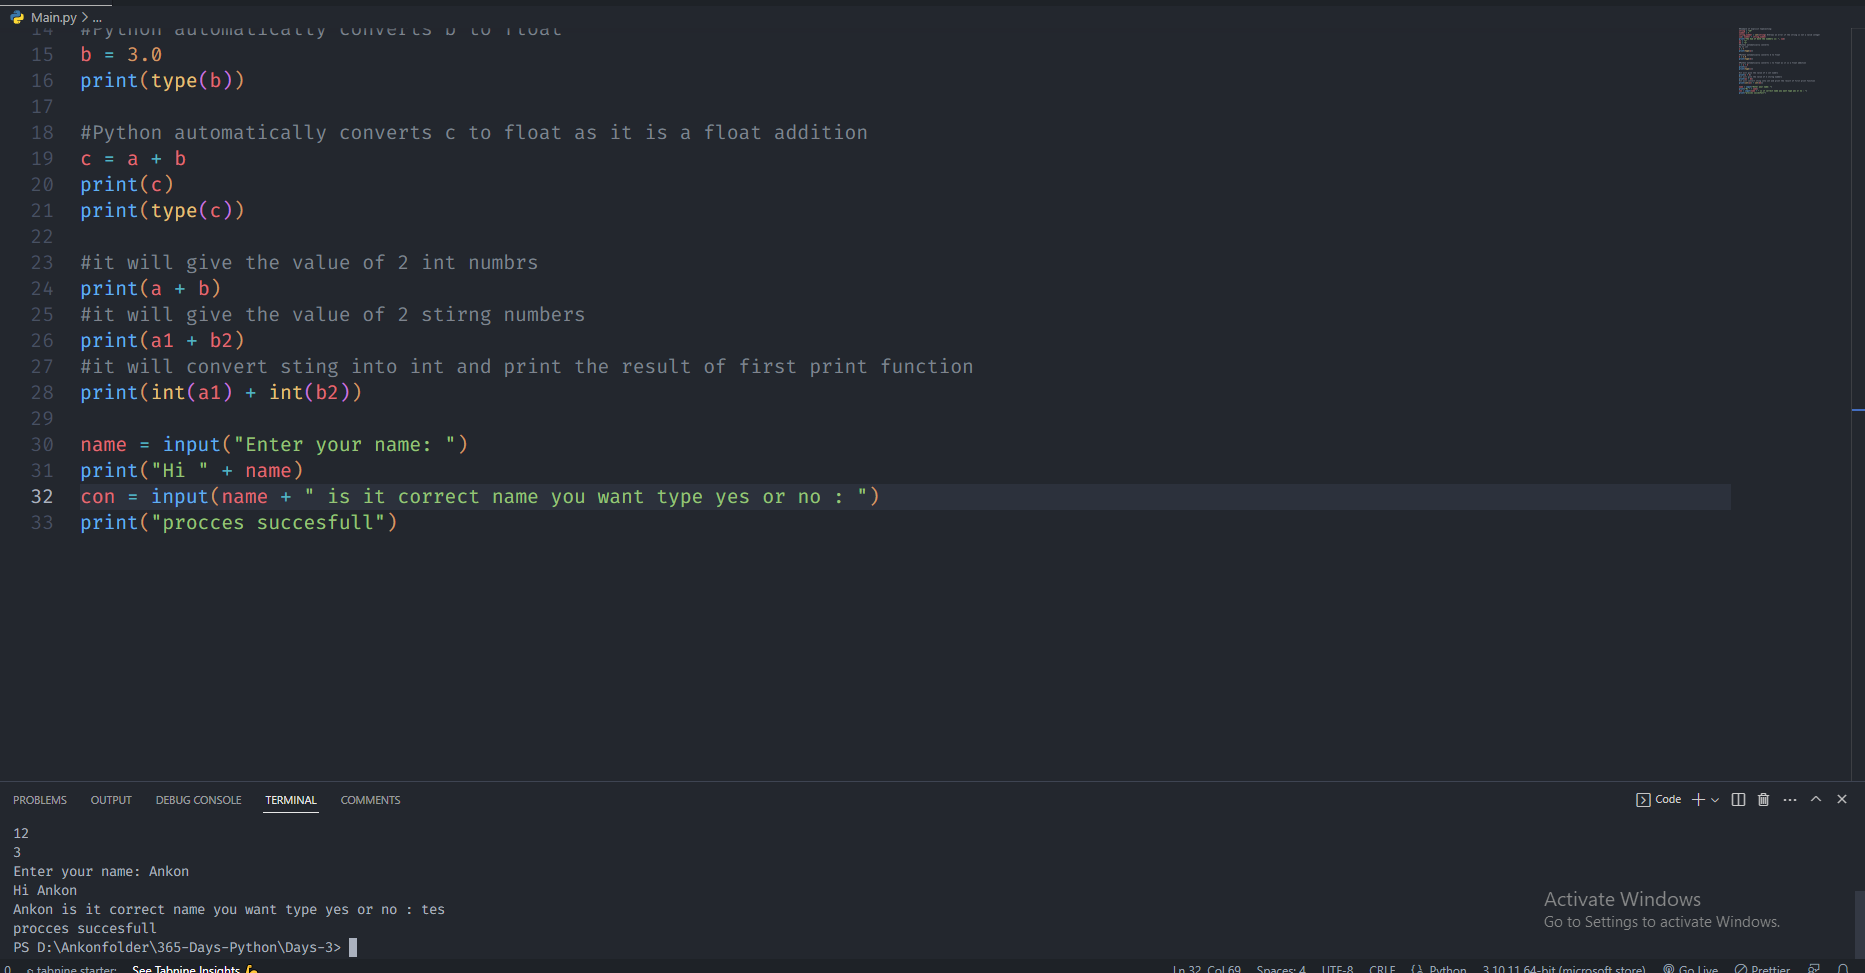 Main.py > ...
14 #Python automatically converts b to float
15 b = 3.0
16 print(type(b))
17
18 #Python automatically converts c to float as it is a float addition
19 c = a + b
20 print(c)
21 print(type(c))
22
23 #it will give the value of 2 int numbrs
24 print(a + b)
25 #it will give the value of 2 stirng numbers
26 print(a1 + b2)
27 #it will convert sting into int and print the result of first print function
28 print(int(a1) + int(b2))
29
30 name = input("Enter your name: ")
31 print("Hi " + name)
32 con = input(name + " is it correct name you want type yes or no : ")
33 print("procces succesfull")
PROBLEMS OUTPUT DEBUG CONSOLE TERMINAL COMMENTS Code
12
3
Enter your name: Ankon
Hi Ankon
Ankon is it correct name you want type yes or no : tes
procces succesfull
PS D:\Ankonfolder\365-Days-Python\Days-3>
Activate Windows
Go to Settings to activate Windows.
0 tabnine starter: See Tabnine Insights Ln 32, Col 69 Spaces: 4 UTF-8 CRLF Python 3.10.11 64-bit (microsoft store) Go Live Prettier